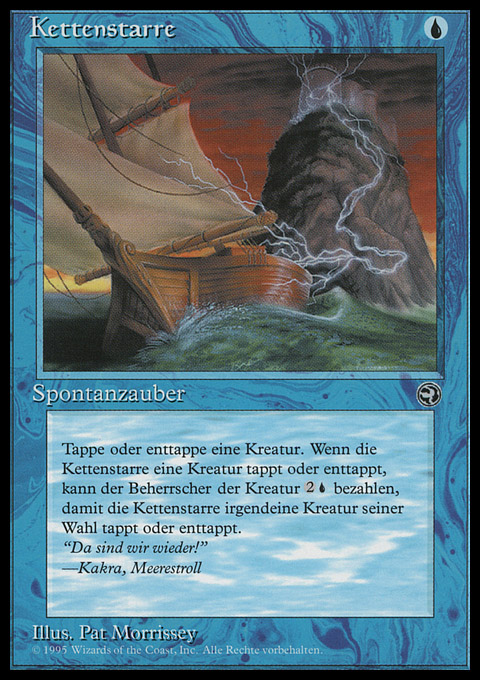 Kettenstarre
Spontanzauber
Tappe oder enttappe eine Kreatur. Wenn die
Kettenstarre eine Kreatur tappt oder enttappt,
kann der Beherrscher der Kreatur 2 bezahlen,
damit die Kettenstarre irgendeine Kreatur seiner
Wahl tappt oder enttappt.
“Da sind wir wieder!”
—Kakra, Meerestroll
Illus. Pat Morrissey
© 1995 Wizards of the Coast, Inc. Alle Rechte vorbehalten.